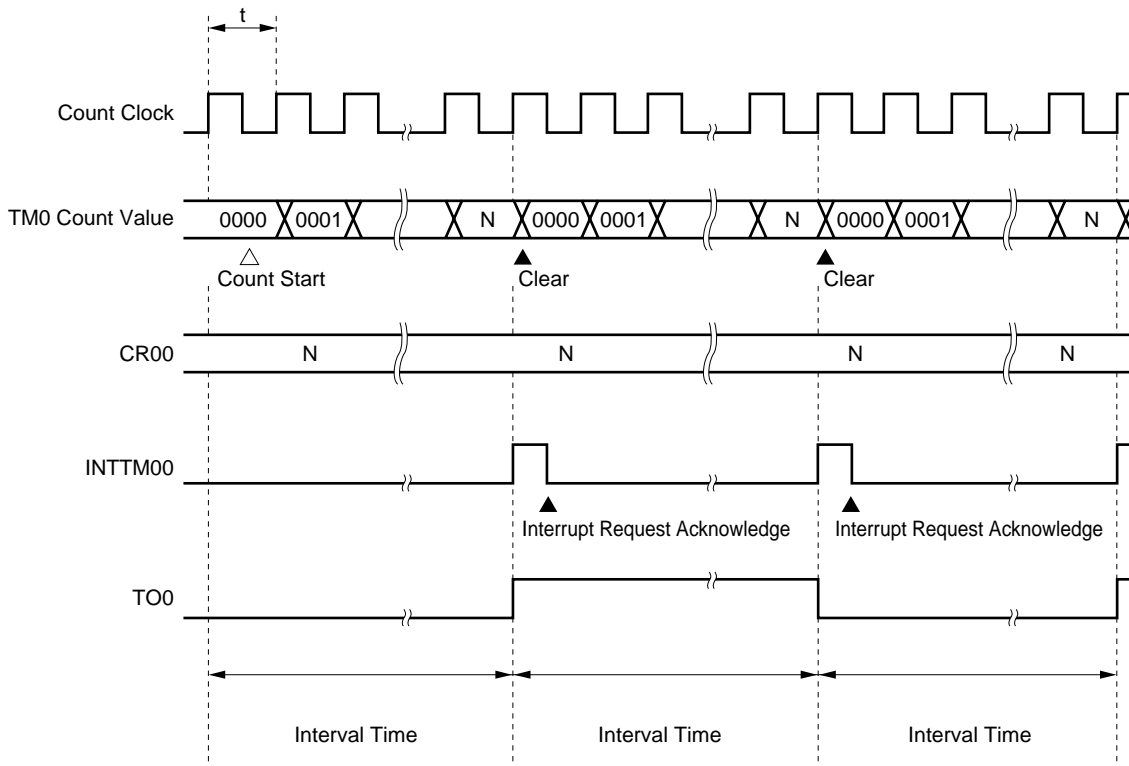 t
Count Clock
TM0 Count Value 0000 0001 N 0000 0001 N 0000 0001 N
Count Start Clear Clear
CR00 N N N N
INTTM00
Interrupt Request Acknowledge Interrupt Request Acknowledge
TO0
Interval Time Interval Time Interval Time